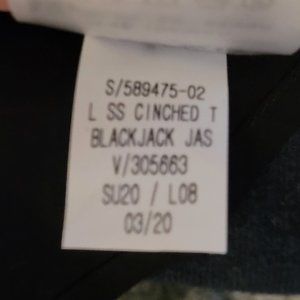 S/589475-02
L SS CINCHED T
BLACKJACK JAS
V/305663
SU20 / L08
03/20